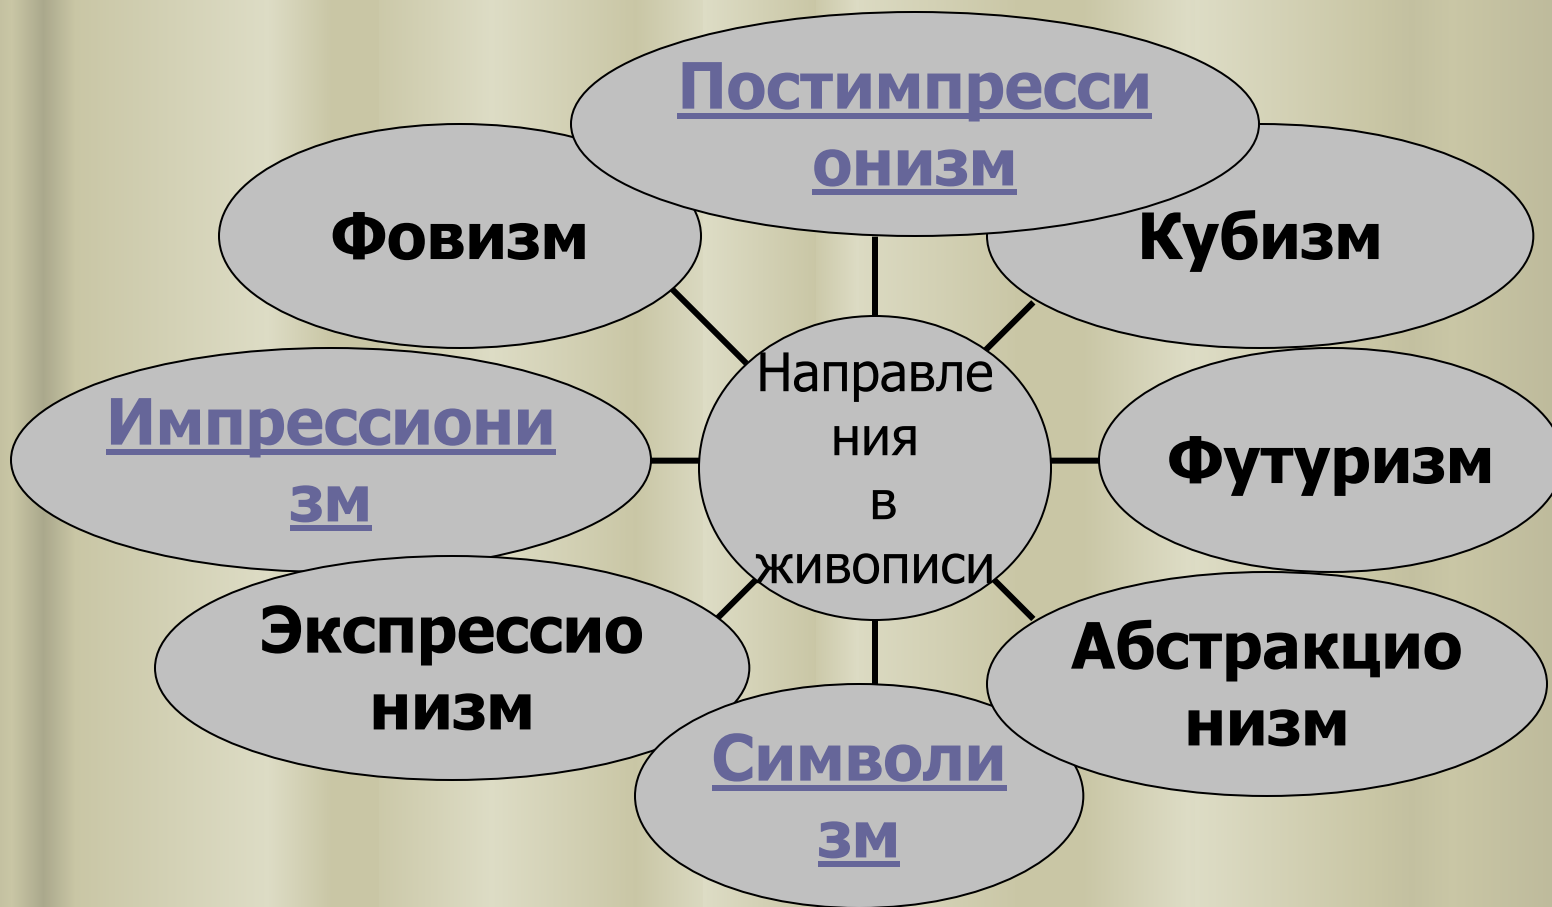 Постимпресси
онизм
Фовизм
Кубизм
Направле
ния
в
живописи
Импрессиони
зм
Футуризм
Экспрессио
низм
Абстракцио
низм
Символи
зм